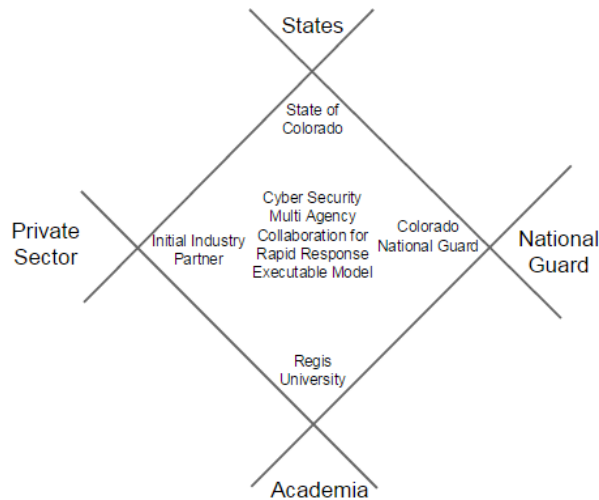 States
State of
Colorado
Cyber Security
Multi Agency
Collaboration for
Rapid Response
Executable Model
Private
Sector
Initial Industry
Partner
Colorado
National Guard
National
Guard
Regis
University
Academia